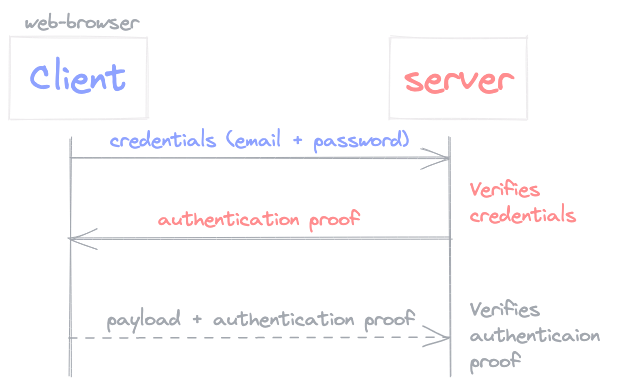 web-browser
Client
server
credentials (email + password)
Verifies
credentials
authentication proof
payload + authentication proof
Verifies
authenticaion
proof